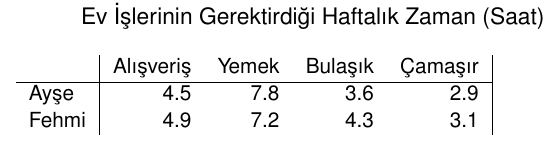 Ev İşlerinin Gerektirdiği Haftalık Zaman (Saat)
Alışveriş Yemek Bulaşık Çamaşır
Ayşe 4.5 7.8 3.6 2.9
Fehmi 4.9 7.2 4.3 3.1